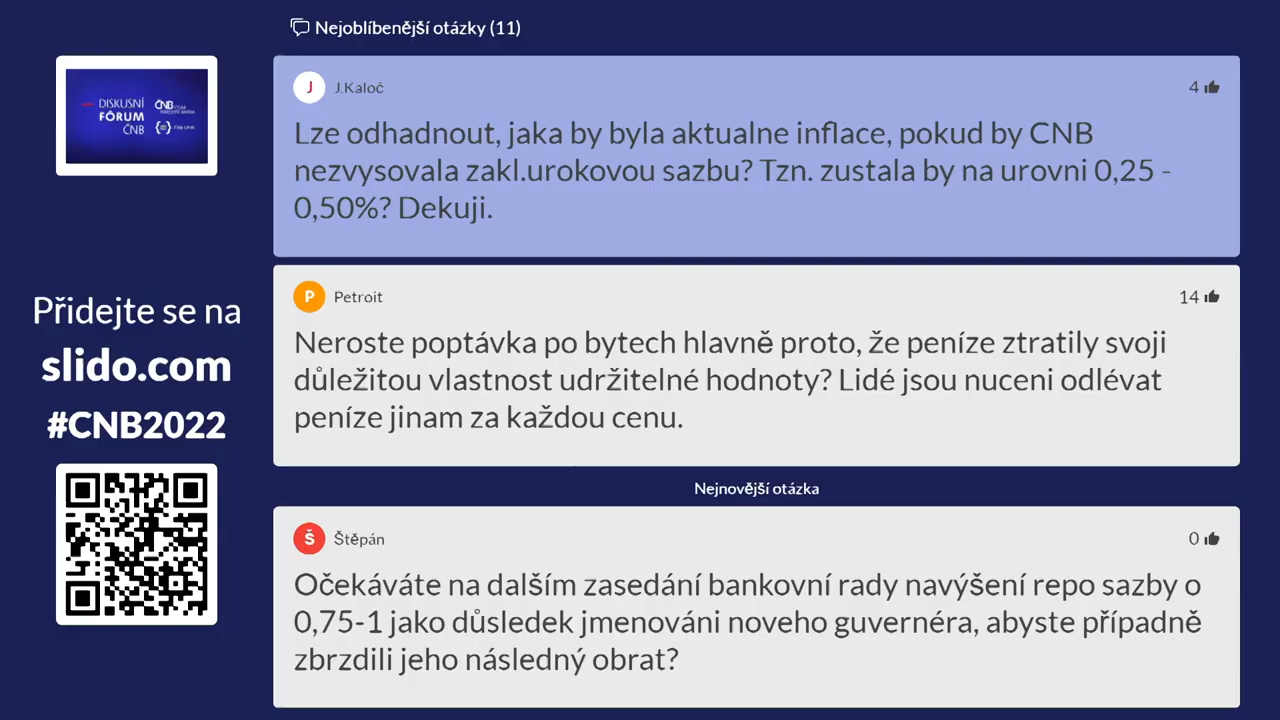 Nejoblíbenější otázky (11)
DISKUSNÍ
FÓRUM
ČNB
ČNB
J
J.Kaloč
4
Lze odhadnout, jaka by byla aktualne inflace, pokud by CNB
nezvysovala zakl.urokovou sazbu? Tzn. zustala by na urovni 0,25 -
0,50%? Dekuji.
Přidejte se na
slido.com
#CNB2022
P
Petroit
14
Neroste poptávka po bytech hlavně proto, že peníze ztratily svoji
důležitou vlastnost udržitelné hodnoty? Lidé jsou nuceni odlévat
peníze jinam za každou cenu.
Nejnovější otázka
Š
Štěpán
0
Očekáváte na dalším zasedání bankovní rady navýšení repo sazby o
0,75-1 jako důsledek jmenováni noveho guvernéra, abyste případně
zbrzdili jeho následný obrat?